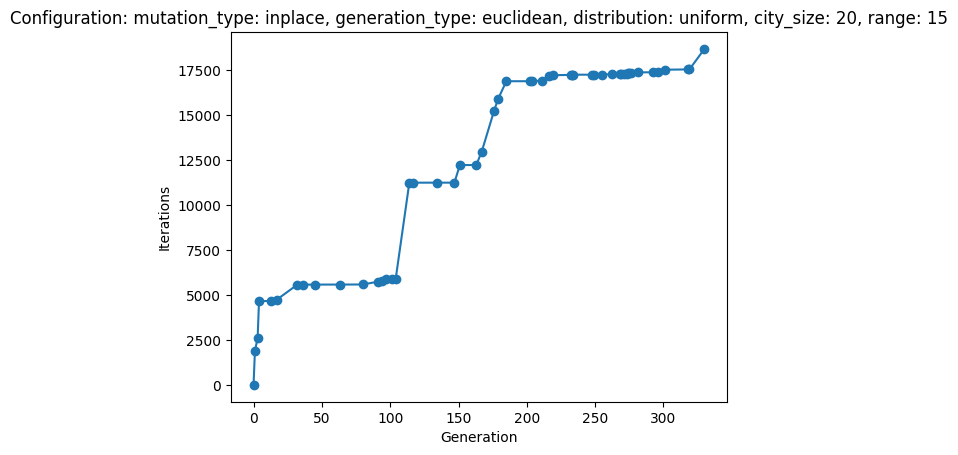 Configuration: mutation_type: inplace, generation_type: euclidean, distribution: uniform, city_size: 20, range: 15
17500
15000
12500
10000
7500
5000
2500
0
Iterations
0 50 100 150 200 250 300
Generation